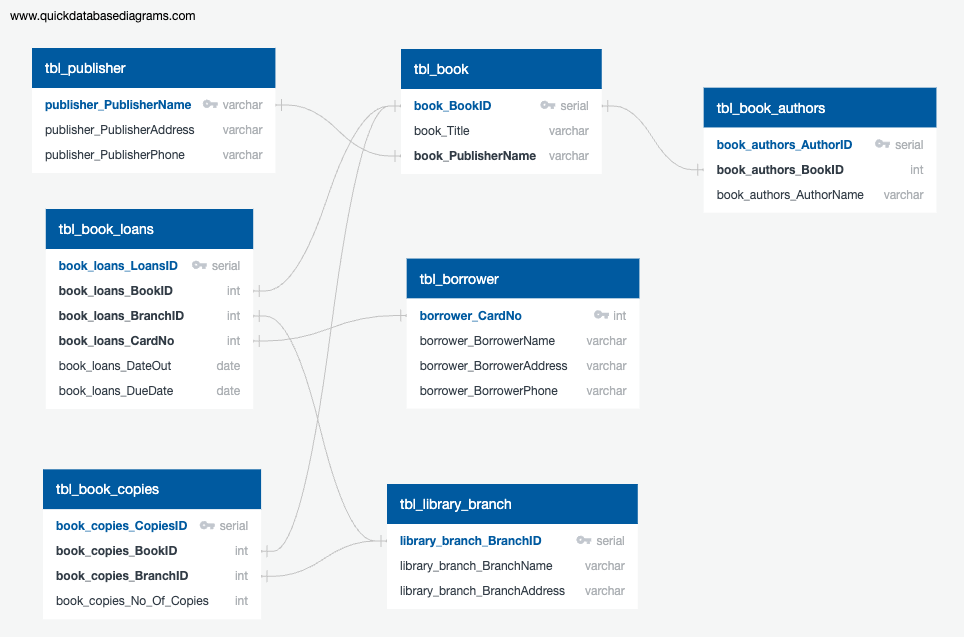 www.quickdatabasediagrams.com
tbl_publisher
publisher_PublisherName varchar
publisher_PublisherAddress varchar
publisher_PublisherPhone varchar
tbl_book
book_BookID serial
book_Title varchar
book_PublisherName varchar
tbl_book_authors
book_authors_AuthorID serial
book_authors_BookID int
book_authors_AuthorName varchar
tbl_book_loans
book_loans_LoansID serial
book_loans_BookID int
book_loans_BranchID int
book_loans_CardNo int
book_loans_DateOut date
book_loans_DueDate date
tbl_borrower
borrower_CardNo int
borrower_BorrowerName varchar
borrower_BorrowerAddress varchar
borrower_BorrowerPhone varchar
tbl_book_copies
book_copies_CopiesID serial
book_copies_BookID int
book_copies_BranchID int
book_copies_No_Of_Copies int
tbl_library_branch
library_branch_BranchID serial
library_branch_BranchName varchar
library_branch_BranchAddress varchar